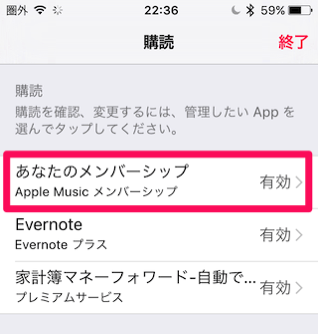 圏外 22:36 59%
購読 終了
購読
購読を確認、変更するには、管理したい App を
選んでタップしてください。
あなたのメンバーシップ
Apple Music メンバーシップ
有効
Evernote
Evernote プラス
有効
家計簿マネーフォワード-自動で...
プレミアムサービス
有効